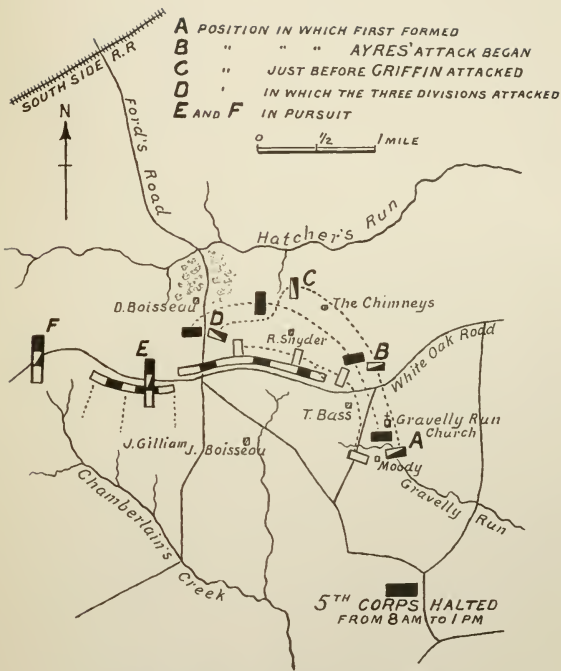 A POSITION IN WHICH FIRST FORMED
B " " " AYRES' ATTACK BEGAN
C " JUST BEFORE GRIFFIN ATTACKED
D ' IN WHICH THE THREE DIVISIONS ATTACKED
E AND F IN PURSUIT
0 1/2 1 MILE
SOUTH SIDE R.R
N
Ford's Road
Hatcher's Run
C
D. Boisseau
The Chimneys
D
F
E
R. Snyder
B
White Oak Road
T. Bass
Gravelly Run
Church
A
J. Gilliam
J. Boisseau
Moody
Gravelly Run
Chamberlain's
Creek
5TH CORPS HALTED
FROM 8 AM TO 1 PM